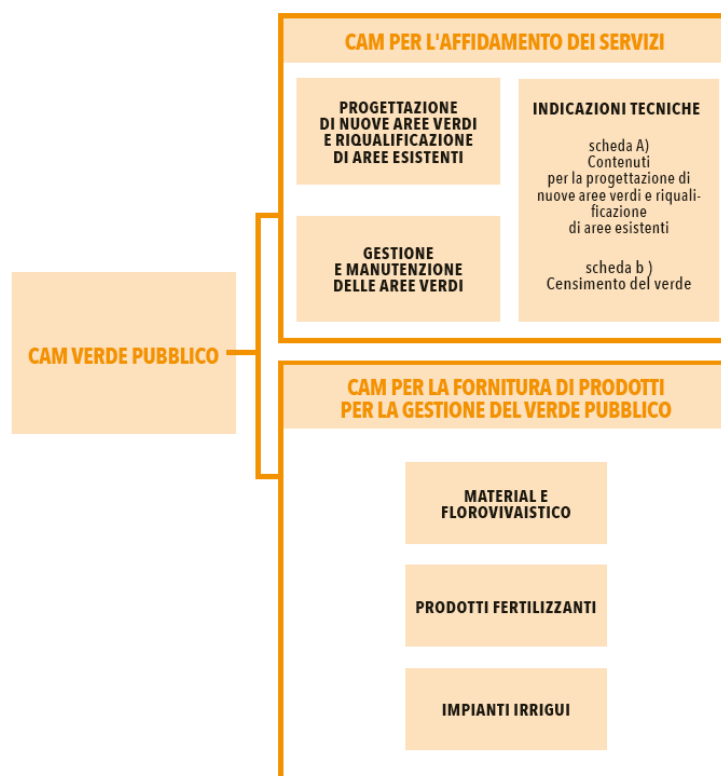 CAM PER L'AFFIDAMENTO DEI SERVIZI
PROGETTAZIONE
DI NUOVE AREE VERDI
E RIQUALIFICAZIONE
DI AREE ESISTENTI
GESTIONE
E MANUTENZIONE
DELLE AREE VERDI
INDICAZIONI TECNICHE
scheda A)
Contenuti
per la progettazione di
nuove aree verdi e riquali-
ficazione
di aree esistenti
scheda b )
Censimento del verde
CAM VERDE PUBBLICO
CAM PER LA FORNITURA DI PRODOTTI
PER LA GESTIONE DEL VERDE PUBBLICO
MATERIAL E
FLOROVIVAISTICO
PRODOTTI FERTILIZZANTI
IMPIANTI IRRIGUI